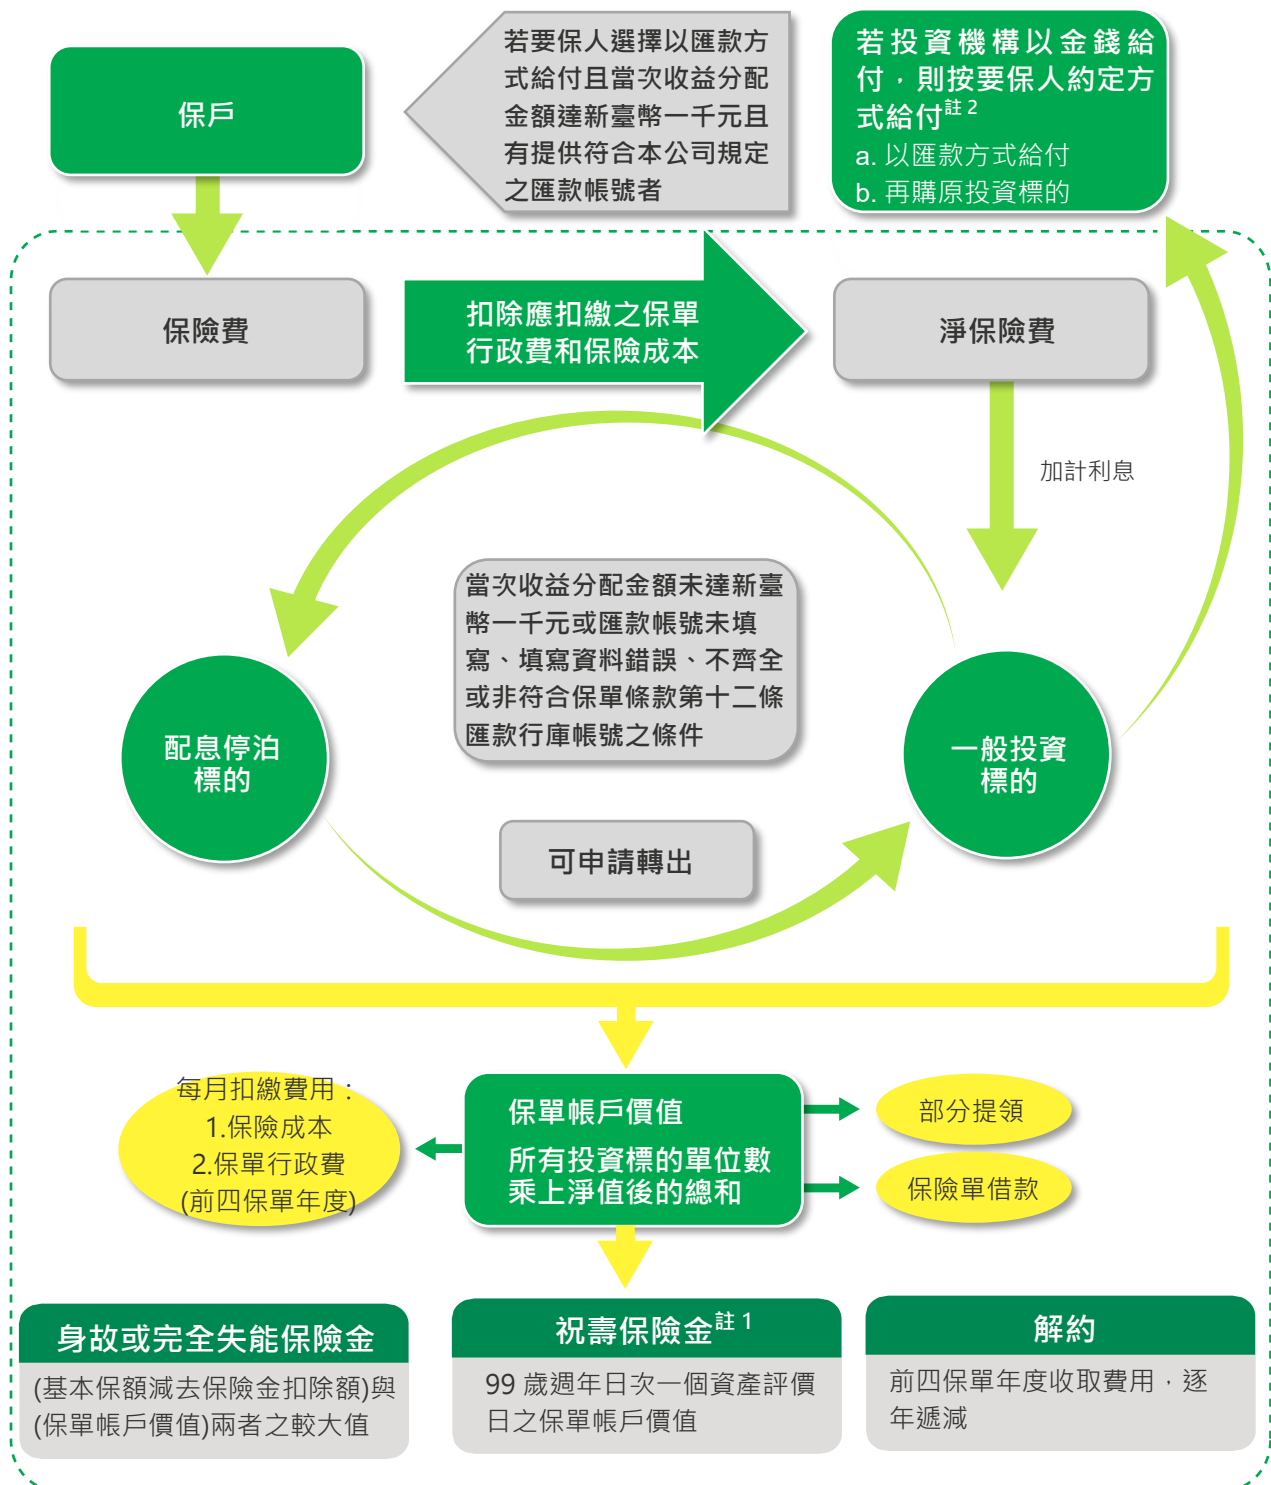 保戶
若要保人選擇以匯款方
式給付且當次收益分配
金額達新臺幣一千元且
有提供符合本公司規定
之匯款帳號者
若投資機構以金錢給
付，則按要保人約定方
式給付註 2
a. 以匯款方式給付
b. 再購原投資標的
保險費
扣除應扣繳之保單
行政費和保險成本
淨保險費
加計利息
當次收益分配金額未達新臺
幣一千元或匯款帳號未填
寫、填寫資料錯誤、不齊全
或非符合保單條款第十二條
匯款行庫帳號之條件
配息停泊
標的
一般投資
標的
可申請轉出
每月扣繳費用：
1.保險成本
2.保單行政費
(前四保單年度)
保單帳戶價值
所有投資標的單位數
乘上淨值後的總和
部分提領
保險單借款
身故或完全失能保險金
(基本保額減去保險金扣除額)與
(保單帳戶價值)兩者之較大值
祝壽保險金註 1
99 歲週年日次一個資產評價
日之保單帳戶價值
解約
前四保單年度收取費用，逐
年遞減